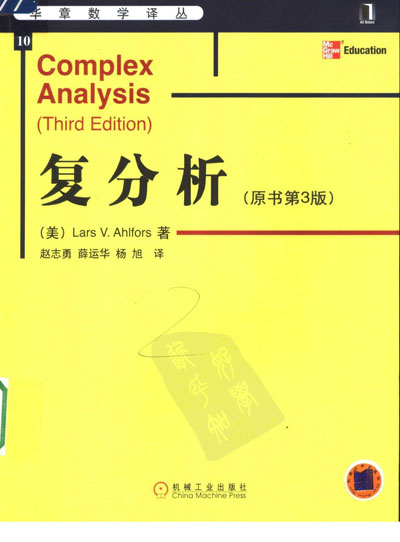 华章数学译丛
10
Complex
Analysis
(Third Edition)
Mc
Graw
Hill
Education
复分析
(原书第3版)
(美) Lars V. Ahlfors 著
赵志勇 薛运华 杨旭 译
机械工业出版社
China Machine Press